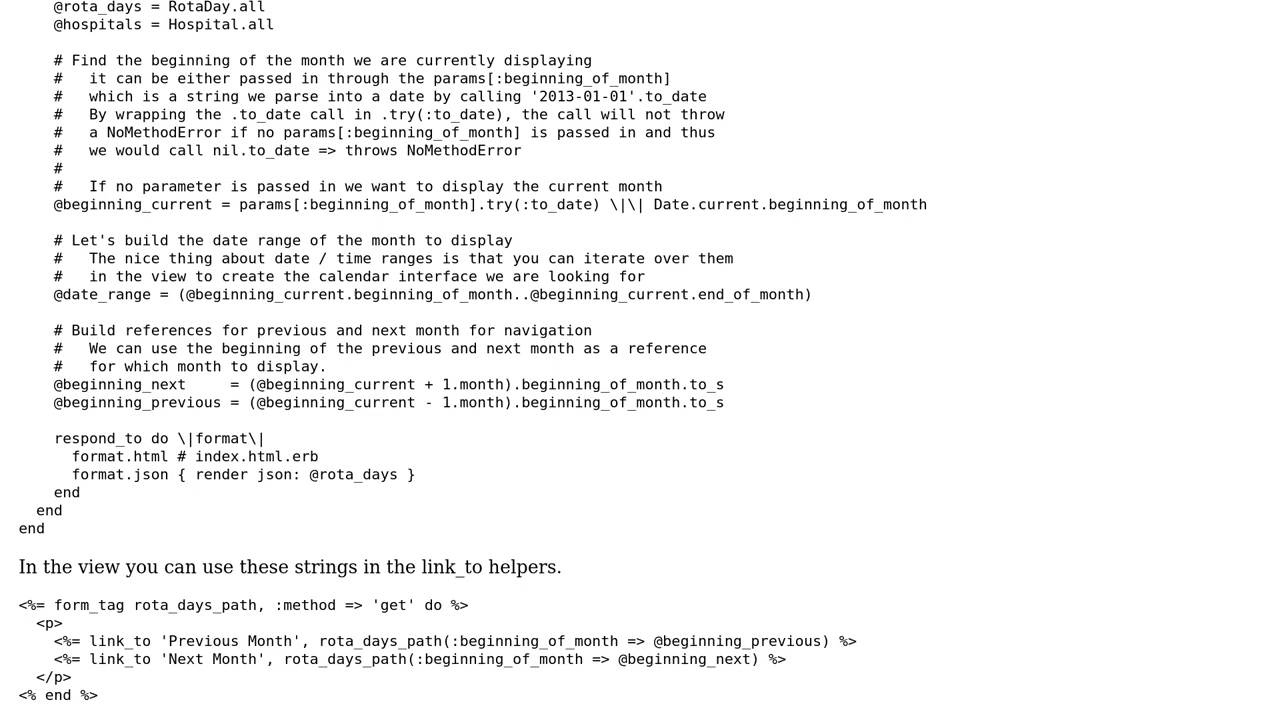 @rota_days = RotaDay.all
    @hospitals = Hospital.all

    # Find the beginning of the month we are currently displaying
    #   it can be either passed in through the params[:beginning_of_month]
    #   which is a string we parse into a date by calling '2013-01-01'.to_date
    #   By wrapping the .to_date call in .try(:to_date), the call will not throw
    #   a NoMethodError if no params[:beginning_of_month] is passed in and thus
    #   we would call nil.to_date => throws NoMethodError
    #
    #   If no parameter is passed in we want to display the current month
    @beginning_current = params[:beginning_of_month].try(:to_date) \|\| Date.current.beginning_of_month

    # Let's build the date range of the month to display
    #   The nice thing about date / time ranges is that you can iterate over them
    #   in the view to create the calendar interface we are looking for
    @date_range = (@beginning_current.beginning_of_month..@beginning_current.end_of_month)

    # Build references for previous and next month for navigation
    #   We can use the beginning of the previous and next month as a reference
    #   for which month to display.
    @beginning_next     = (@beginning_current + 1.month).beginning_of_month.to_s
    @beginning_previous = (@beginning_current - 1.month).beginning_of_month.to_s

    respond_to do \|format\|
      format.html # index.html.erb
      format.json { render json: @rota_days }
    end
  end
end

In the view you can use these strings in the link_to helpers.

<%= form_tag rota_days_path, :method => 'get' do %>
  <p>
    <%= link_to 'Previous Month', rota_days_path(:beginning_of_month => @beginning_previous) %>
    <%= link_to 'Next Month', rota_days_path(:beginning_of_month => @beginning_next) %>
  </p>
<% end %>